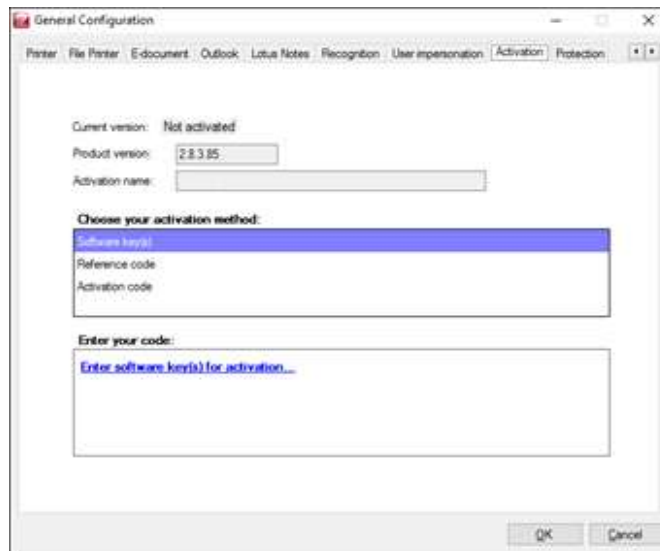 General Configuration
Printer File Printer E-document Outlook Lotus Notes Recognition User impersonation Activation Protection
Current version: Not activated
Product version: 2.8.3.85
Activation name:
Choose your activation method:
Software key(s)
Reference code
Activation code
Enter your code:
Enter software key(s) for activation...
OK Cancel